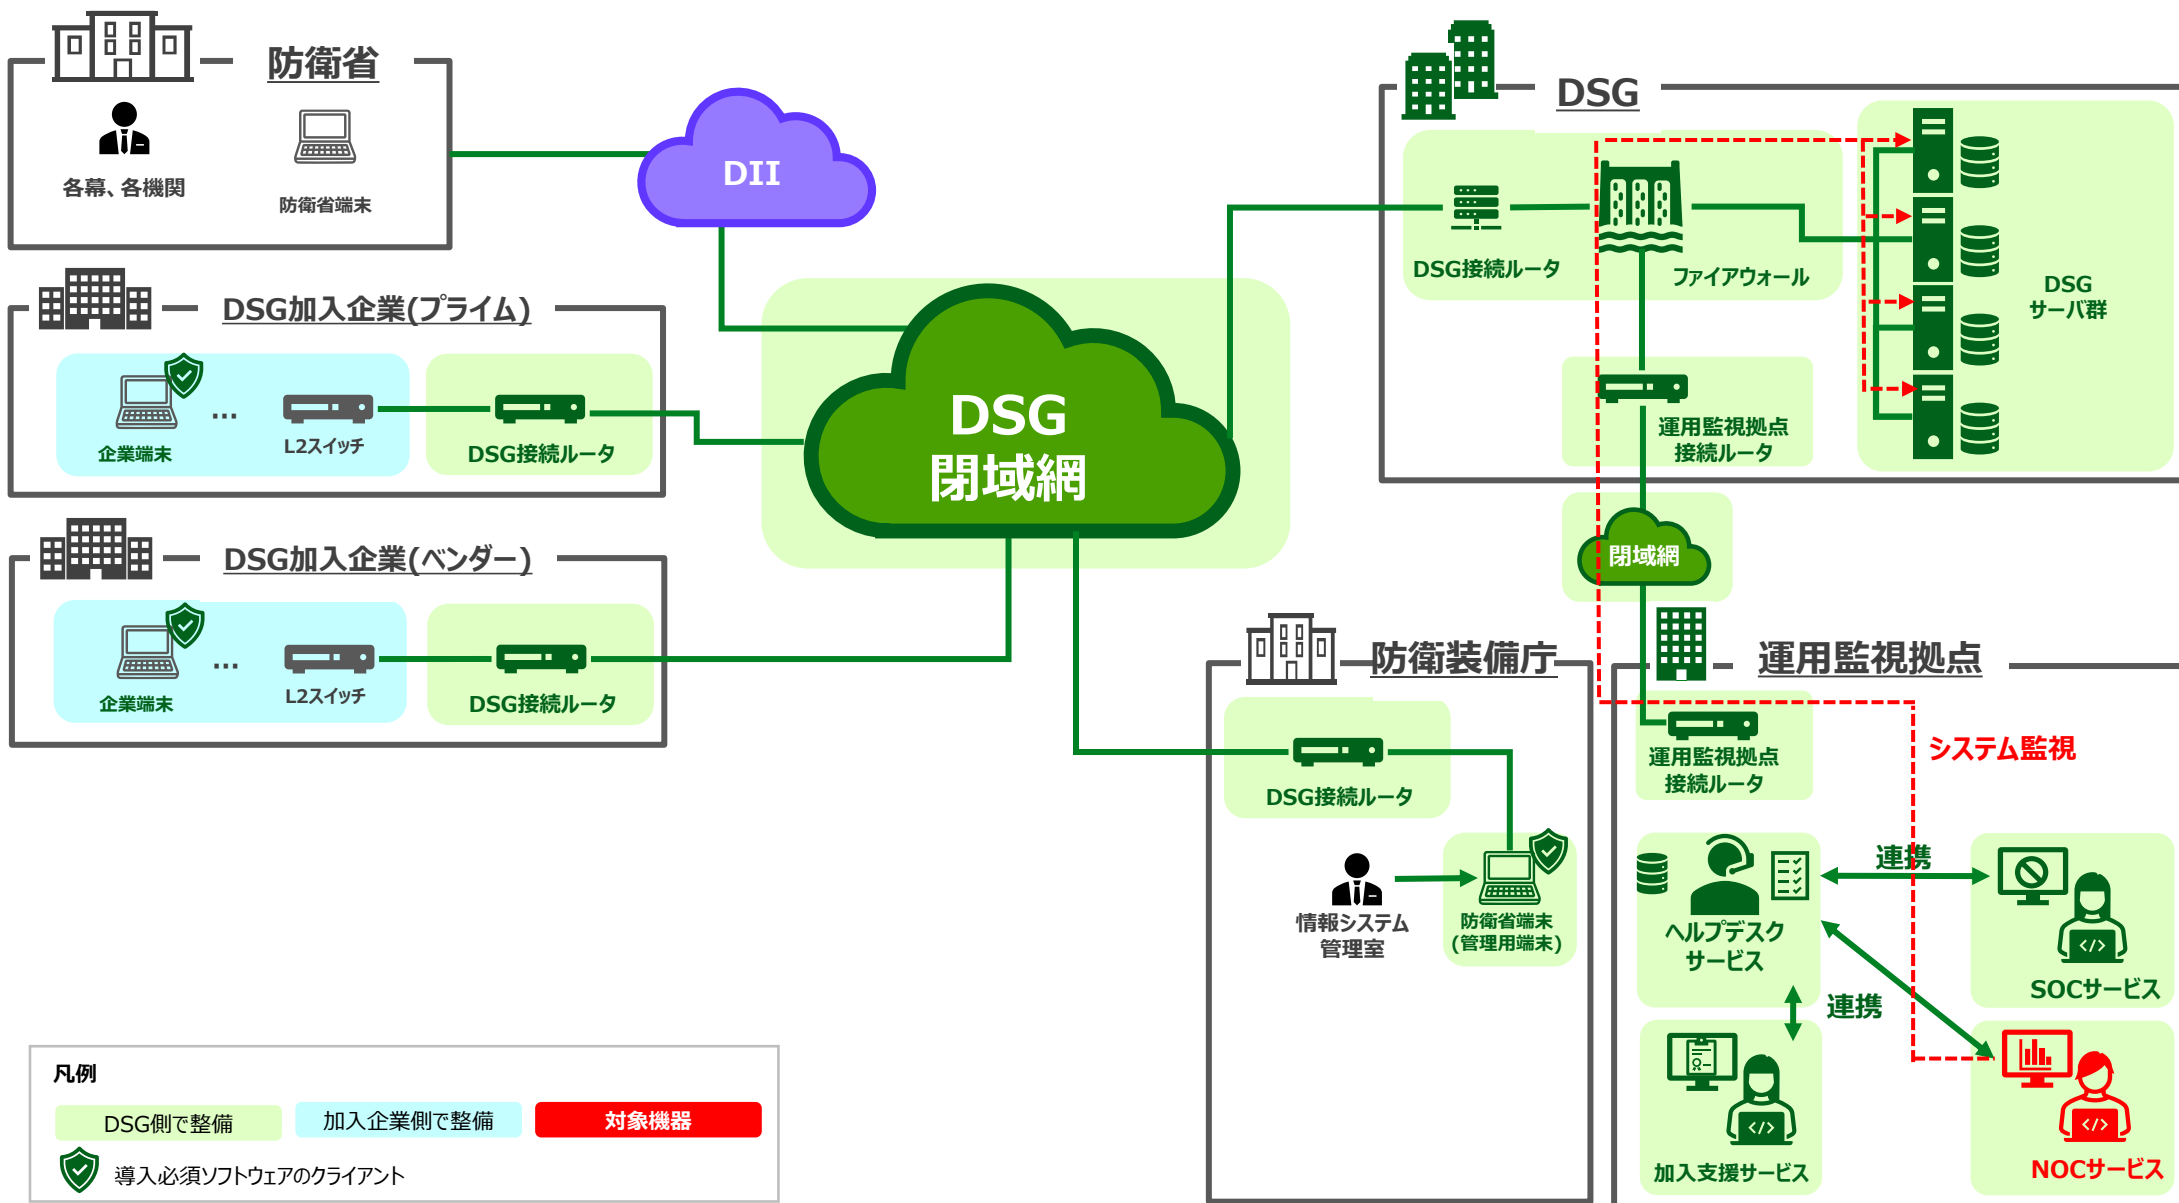 防衛省
各幕、各機関
防衛省端末
DII
DSG加入企業(プライム)
企業端末
…
L2スイッチ
DSG接続ルータ
DSG加入企業(ベンダー)
企業端末
…
L2スイッチ
DSG接続ルータ
DSG
閉域網
DSG
DSG接続ルータ
ファイアウォール
DSG
サーバ群
運用監視拠点
接続ルータ
閉域網
防衛装備庁
DSG接続ルータ
情報システム
管理室
防衛省端末
(管理用端末)
運用監視拠点
運用監視拠点
接続ルータ
システム監視
ヘルプデスク
サービス
連携
</>
SOCサービス
連携
</>
加入支援サービス
</>
NOCサービス
凡例
DSG側で整備
加入企業側で整備
対象機器
導入必須ソフトウェアのクライアント